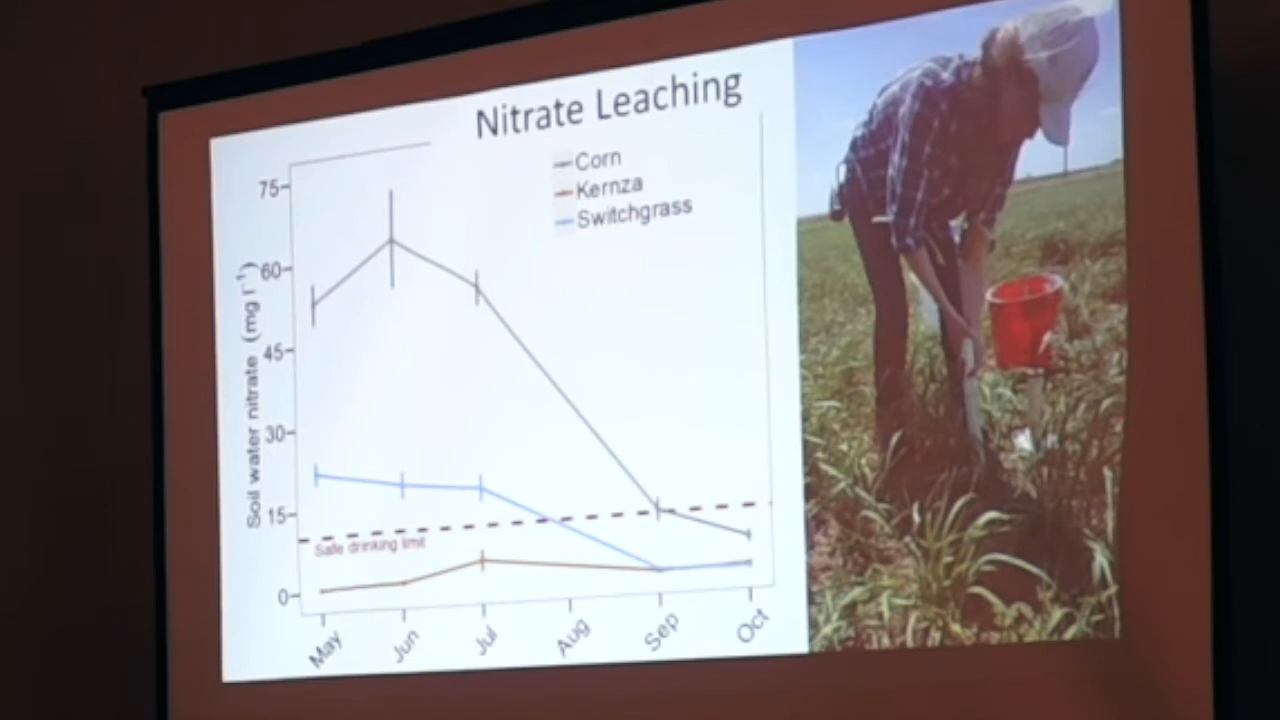 Nitrate Leaching
Corn
Kernza
Switchgrass
75
60
45
30
15
0
Soil water nitrate (mg l⁻¹)
Safe drinking limit
May
Jun
Jul
Aug
Sep
Oct